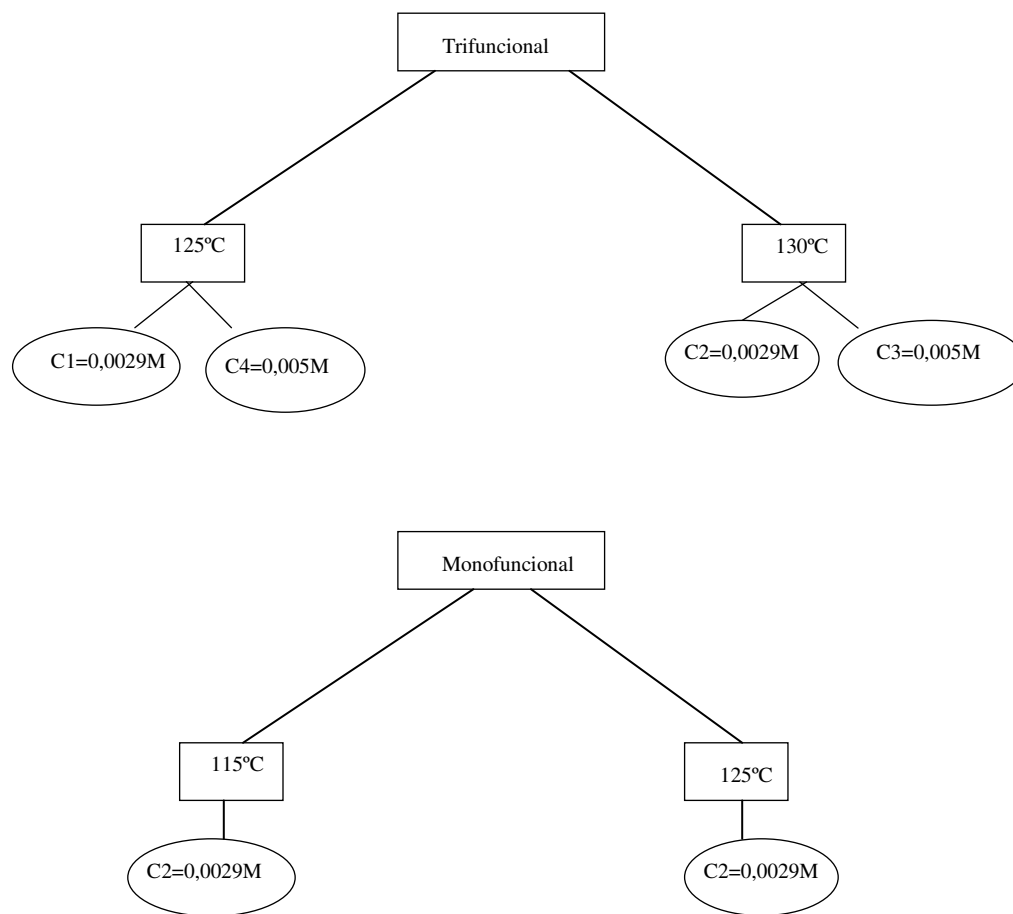 Trifuncional
125ºC
130ºC
C1=0,0029M
C4=0,005M
C2=0,0029M
C3=0,005M
Monofuncional
115ºC
125ºC
C2=0,0029M
C2=0,0029M